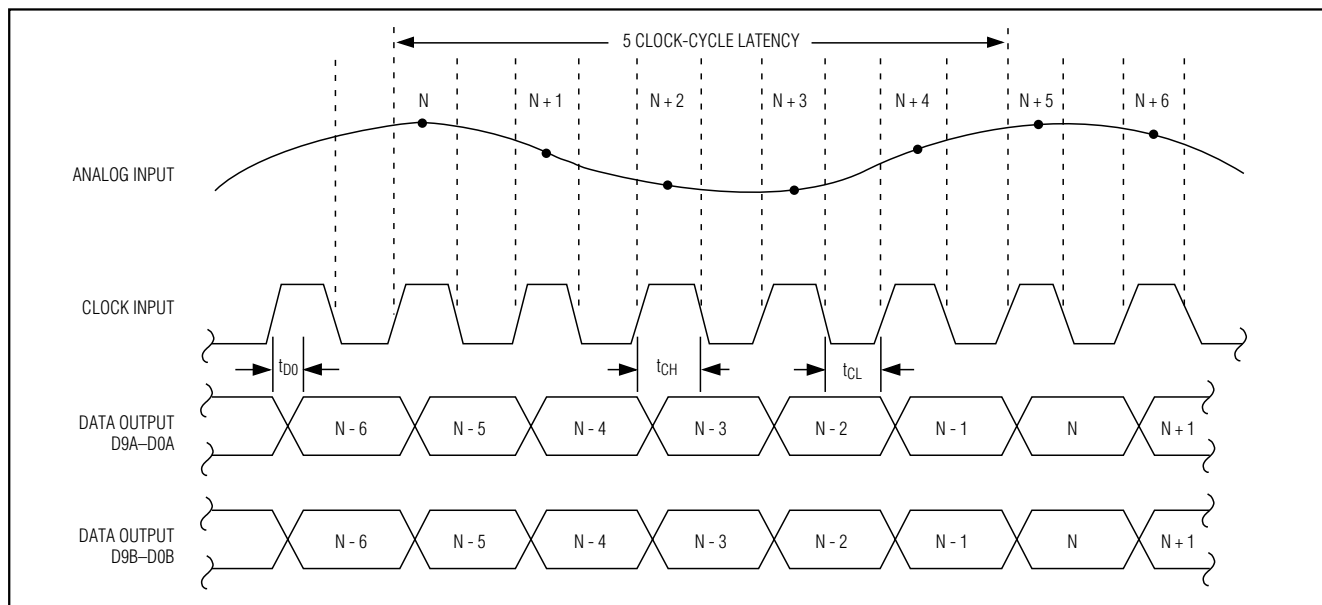 5 CLOCK-CYCLE LATENCY
N N + 1 N + 2 N + 3 N + 4 N + 5 N + 6
ANALOG INPUT
CLOCK INPUT
tD0 tCH tCL
DATA OUTPUT
D9A–D0A
N - 6 N - 5 N - 4 N - 3 N - 2 N - 1 N N + 1
DATA OUTPUT
D9B–D0B
N - 6 N - 5 N - 4 N - 3 N - 2 N - 1 N N + 1